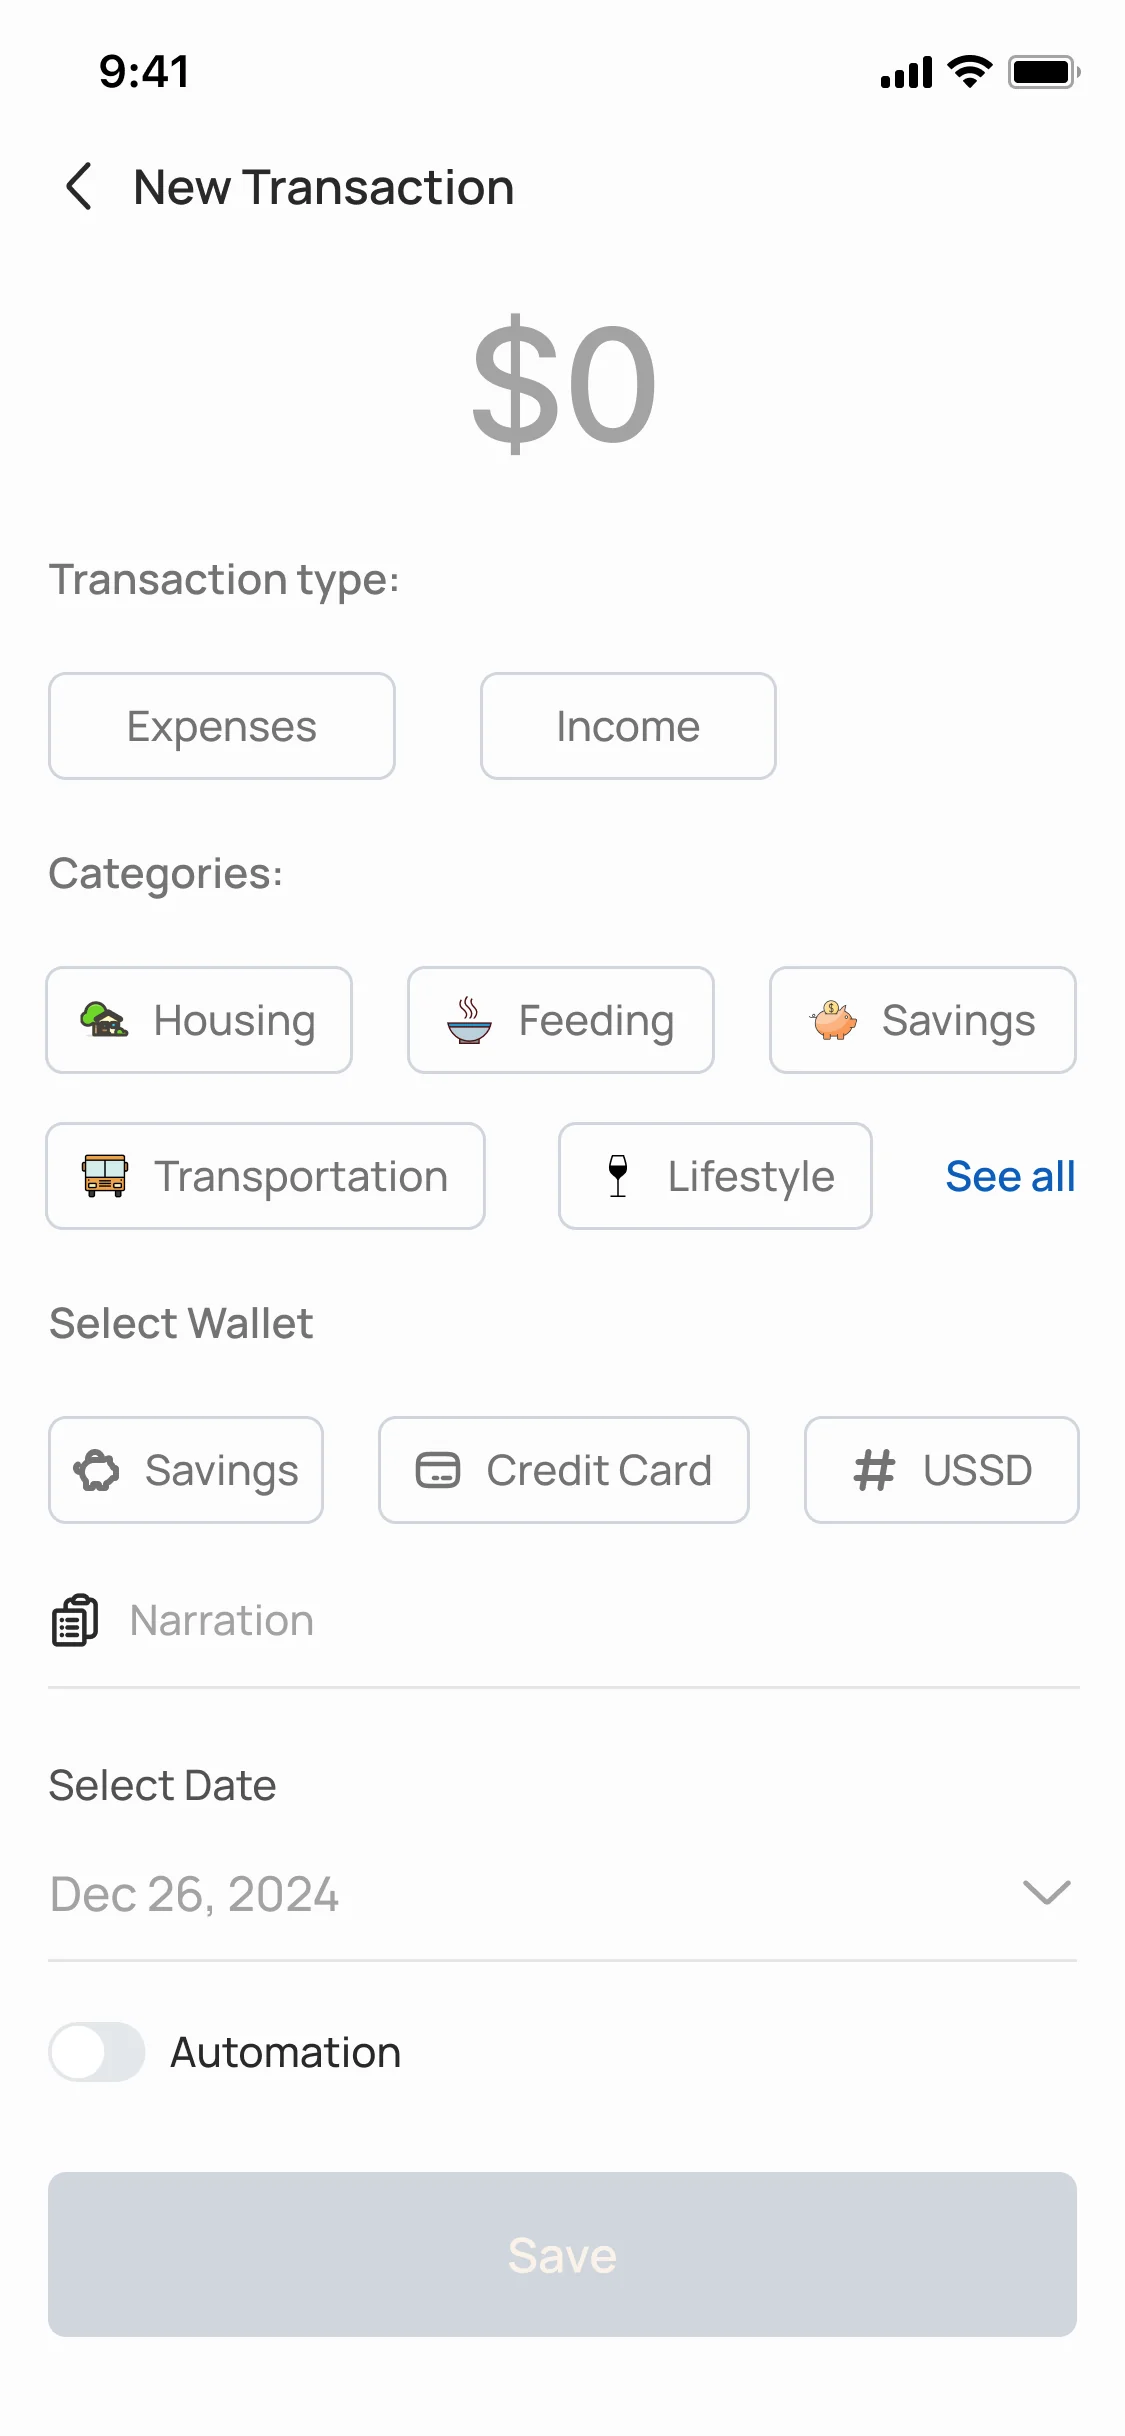 9:41
New Transaction
$0
Transaction type:
Expenses Income
Categories:
Housing Feeding Savings
Transportation Lifestyle See all
Select Wallet
Savings Credit Card # USSD
Narration
Select Date
Dec 26, 2024
Automation
Save